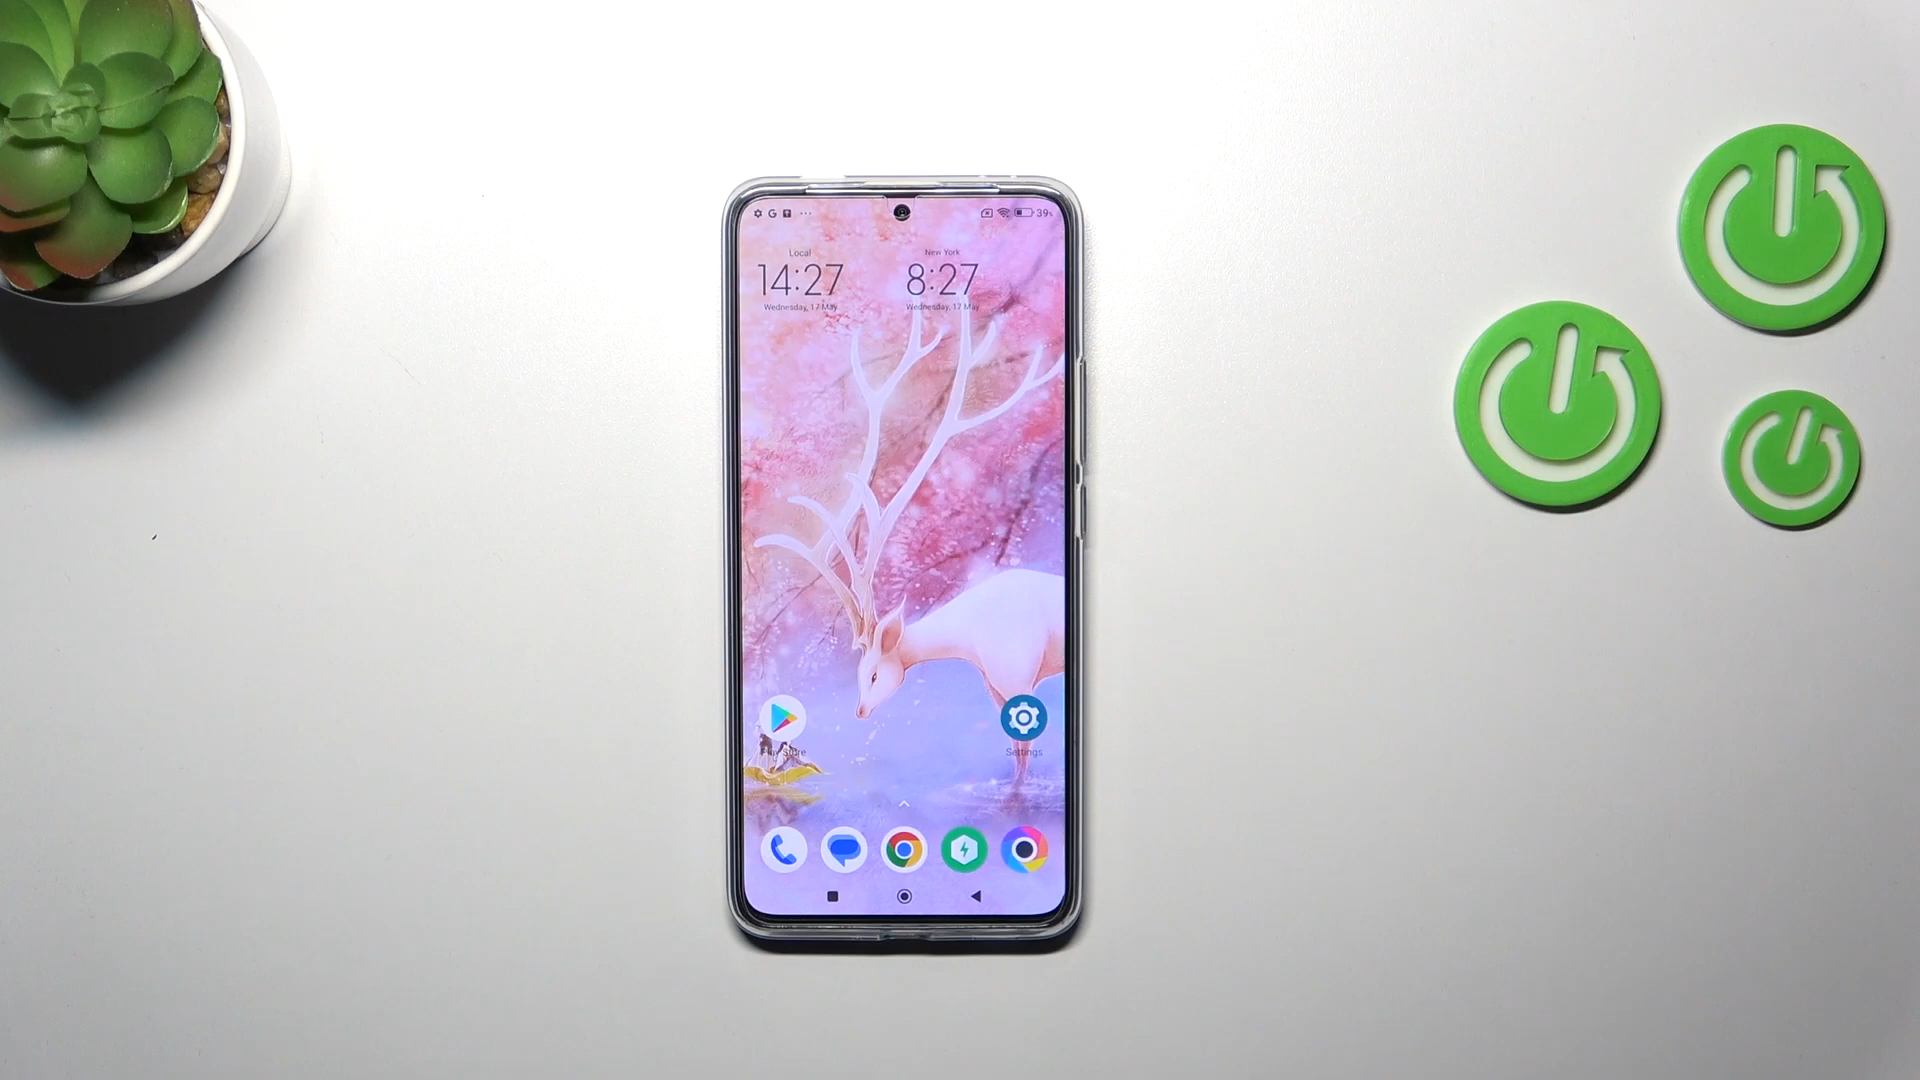 39%
Local
New York
14:27
8:27
Wednesday, 17 May
Wednesday, 17 May
Play Store
Settings